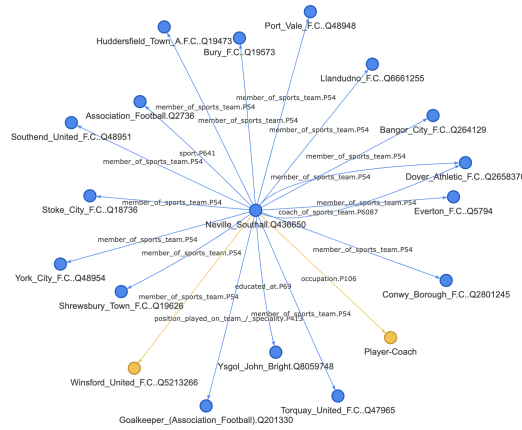 Port_Vale_F.C..Q48948
Huddersfield_Town_A.F.C..Q19473
Bury_F.C..Q19573
Llandudno_F.C..Q6661255
member_of_sports_team.P54
Association_Football.Q2736
member_of_sports_team.P54
Bangor_City_F.C..Q264129
member_of_sports_team.P54
member_of_sports_team.P54
Southend_United_F.C..Q48951
sport.P641
member_of_sports_team.P54
member_of_sports_team.P54
Dover_Athletic_F.C..Q2658376
Stoke_City_F.C..Q18736
member_of_sports_team.P54
member_of_sports_team.P54
Everton_F.C..Q5794
coach_of_sports_team.P6087
Neville_Southall.Q436650
member_of_sports_team.P54
member_of_sports_team.P54
member_of_sports_team.P54
York_City_F.C..Q48954
occupation.P106
educated_at.P69
Conwy_Borough_F.C..Q2801245
member_of_sports_team.P54
Shrewsbury_Town_F.C..Q19626
member_of_sports_team.P54
position_played_on_team_/_speciality.P413
Player-Coach
Ysgol_John_Bright.Q8059748
Winsford_United_F.C..Q5213266
Torquay_United_F.C..Q47965
Goalkeeper_(Association_Football).Q201330